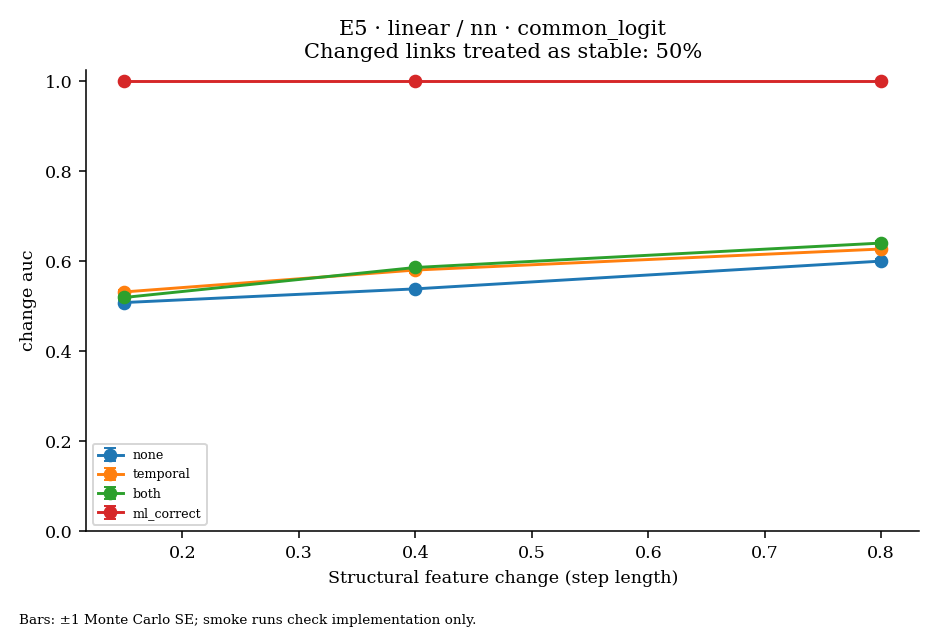 E5 · linear / nn · common_logit
Changed links treated as stable: 50%
change auc
1.0
0.8
0.6
0.4
0.2
0.0
none
temporal
both
ml_correct
0.2 0.3 0.4 0.5 0.6 0.7 0.8
Structural feature change (step length)
Bars: ±1 Monte Carlo SE; smoke runs check implementation only.